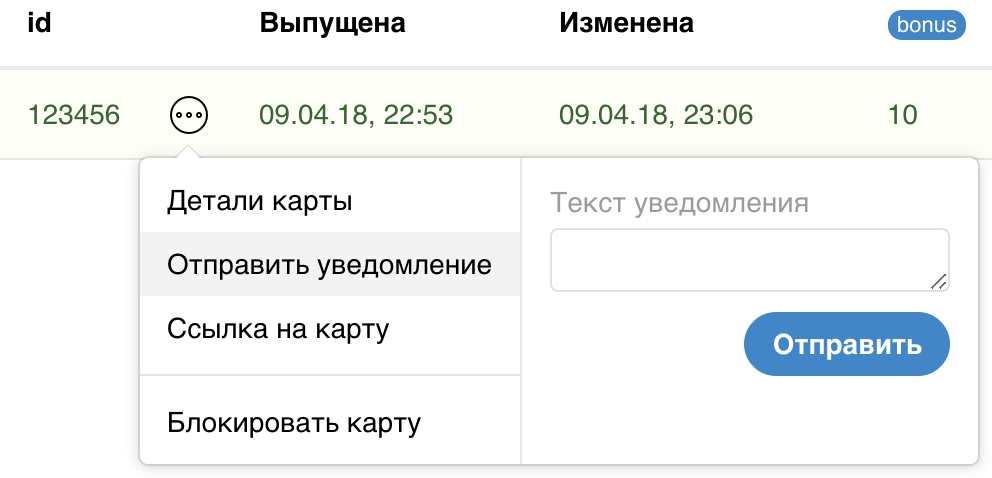 id Выпущена Изменена bonus
123456 09.04.18, 22:53 09.04.18, 23:06 10
Детали карты
Отправить уведомление
Ссылка на карту
Блокировать карту
Текст уведомления
Отправить